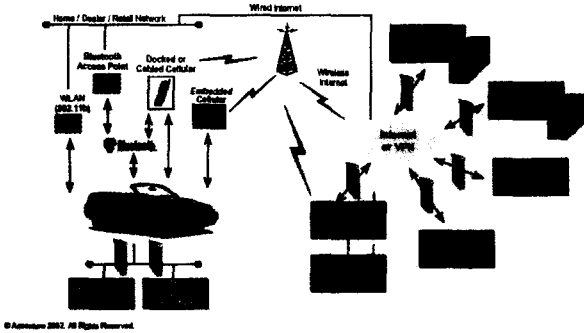 Wired Internet
Home / Dealer / Retail Network
Bluetooth
Access Point
Docked or
Cabled Cellular
Embedded
Cellular
WLAN
(802.11b)
Bluetooth
Wireless
Internet
Internet
or VPN
© Accenture 2002. All Rights Reserved.